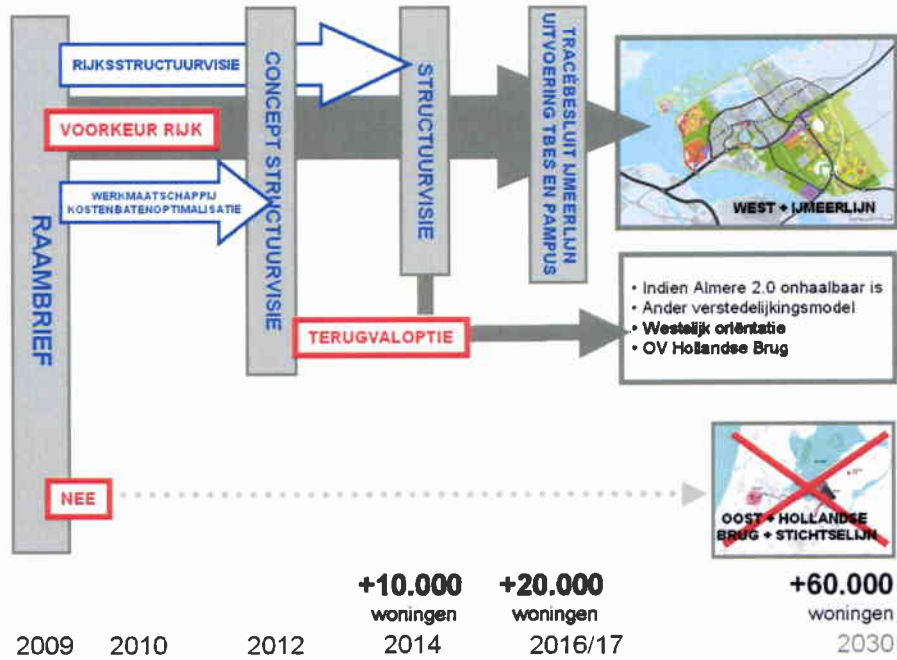 RAAMBRIEF
RIJKSSTRUCTUURVISIE
VOORKEUR RIJK
WERKMAATSCHAPPIJ
KOSTENBATENOPTIMALISATIE
CONCEPT STRUCTUURVISIE
STRUCTUURVISIE
TRACÉBESLUIT IJMEERLIJN
UITVOERING TBES EN PAMPUS
WEST + IJMEERLIJN
TERUGVALOPTIE
• Indien Almere 2.0 onhaalbaar is
• Ander verstedelijkingsmodel
• Westelijk oriëntatie
• OV Hollandse Brug
NEE
OOST + HOLLANDSE
BRUG + STICHTSELIJN
+10.000 +20.000 +60.000
woningen woningen woningen
2009 2010 2012 2014 2016/17 2030